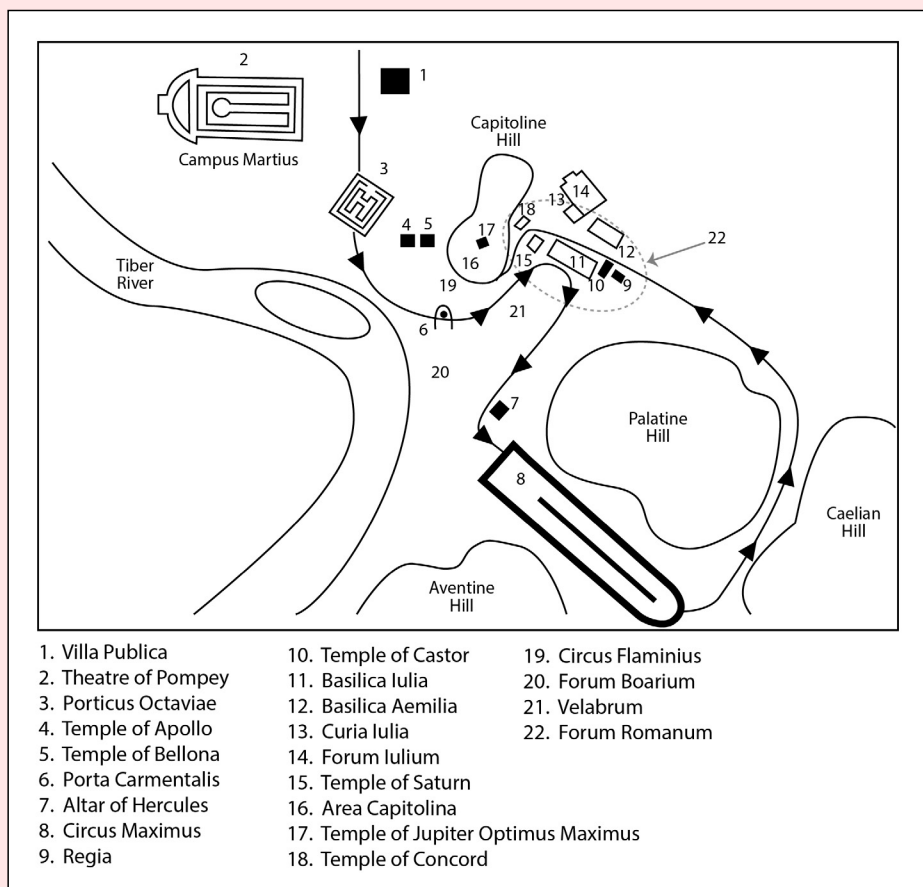 2
1
Campus Martius
Capitoline
Hill
3
14
13
18
4
5
17
12
22
16
15
11
10
9
Tiber
River
19
21
6
20
7
Palatine
Hill
8
Caelian
Hill
Aventine
Hill
1. Villa Publica
2. Theatre of Pompey
3. Porticus Octaviae
4. Temple of Apollo
5. Temple of Bellona
6. Porta Carmentalis
7. Altar of Hercules
8. Circus Maximus
9. Regia
10. Temple of Castor
11. Basilica Iulia
12. Basilica Aemilia
13. Curia Iulia
14. Forum Iulium
15. Temple of Saturn
16. Area Capitolina
17. Temple of Jupiter Optimus Maximus
18. Temple of Concord
19. Circus Flaminius
20. Forum Boarium
21. Velabrum
22. Forum Romanum